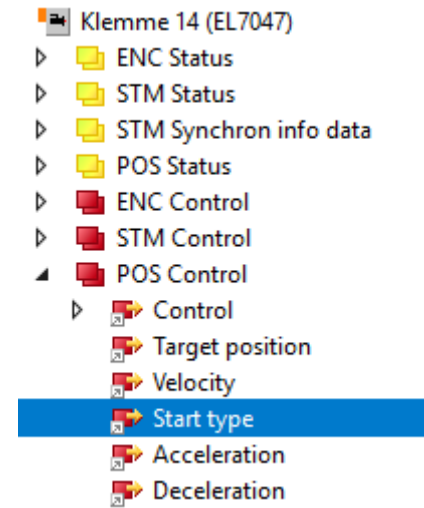 Klemme 14 (EL7047)
ENC Status
STM Status
STM Synchron info data
POS Status
ENC Control
STM Control
POS Control
Control
Target position
Velocity
Start type
Acceleration
Deceleration